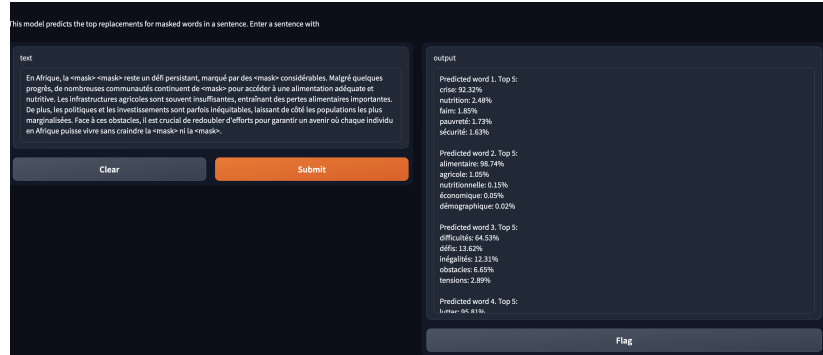 This model predicts the top replacements for masked words in a sentence. Enter a sentence with
text
En Afrique, la <mask> <mask> reste un défi persistant, marqué par des <mask> considérables. Malgré quelques
progrès, de nombreuses communautés continuent de <mask> pour accéder à une alimentation adéquate et
nutritive. Les infrastructures agricoles sont souvent insuffisantes, entraînant des pertes alimentaires importantes.
De plus, les politiques et les investissements sont parfois inéquitables, laissant de côté les populations les plus
marginalisées. Face à ces obstacles, il est crucial de redoubler d'efforts pour garantir un avenir où chaque individu
en Afrique puisse vivre sans craindre la <mask> ni la <mask>.
Clear
Submit
output
Predicted word 1. Top 5:
crise: 92.32%
nutrition: 2.48%
faim: 1.85%
pauvreté: 1.73%
sécurité: 1.63%
Predicted word 2. Top 5:
alimentaire: 98.74%
agricole: 1.05%
nutritionnelle: 0.15%
économique: 0.05%
démographique: 0.02%
Predicted word 3. Top 5:
difficultés: 64.53%
défis: 13.62%
inégalités: 12.31%
obstacles: 6.65%
tensions: 2.89%
Predicted word 4. Top 5:
lutter: 95.81%
Flag